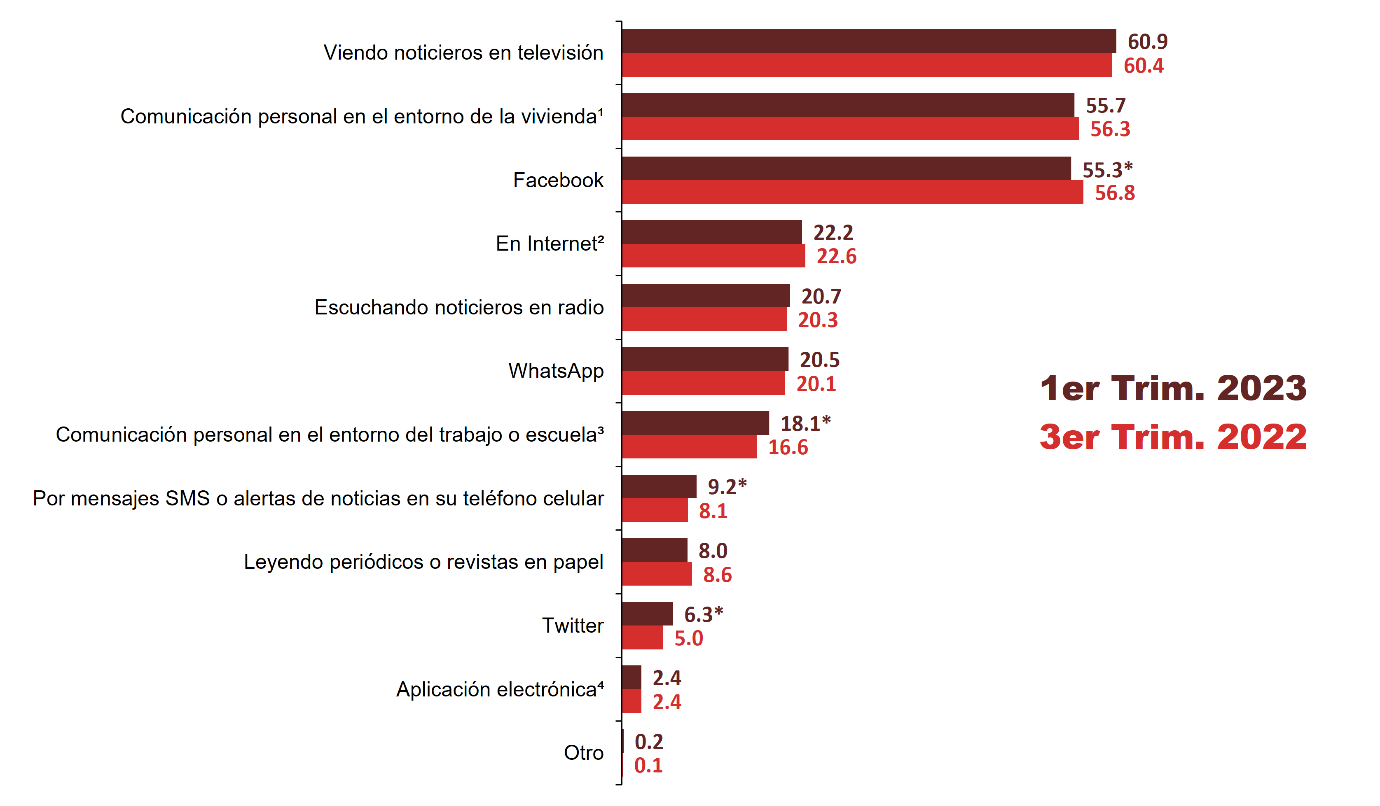 Viendo noticieros en televisión
60.9
60.4
Comunicación personal en el entorno de la vivienda¹
55.7
56.3
Facebook
55.3*
56.8
En Internet²
22.2
22.6
Escuchando noticieros en radio
20.7
20.3
WhatsApp
20.5
20.1
1er Trim. 2023
3er Trim. 2022
Comunicación personal en el entorno del trabajo o escuela³
18.1*
16.6
Por mensajes SMS o alertas de noticias en su teléfono celular
9.2*
8.1
Leyendo periódicos o revistas en papel
8.0
8.6
Twitter
6.3*
5.0
Aplicación electrónica⁴
2.4
2.4
Otro
0.2
0.1